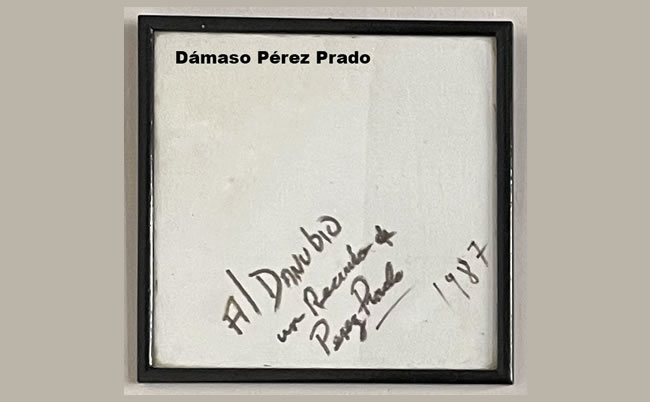 Dámaso Pérez Prado
Al DANUBIO
un Recuerdo de
Perez Prado
1987